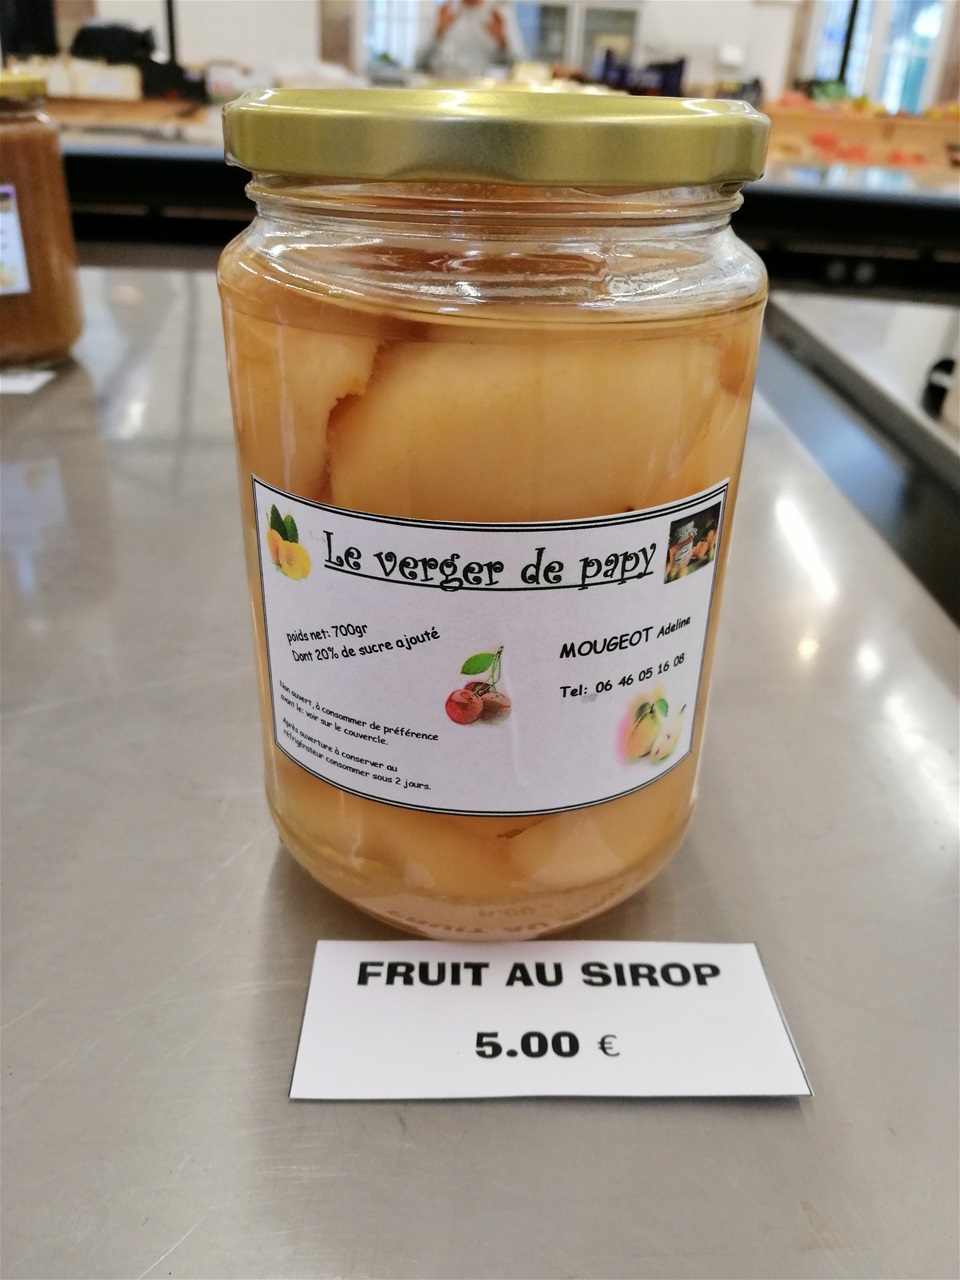 Le verger de papy
poids net: 700gr
Dont 20% de sucre ajouté
MOUGEOT Adeline
Tel: 06 46 05 16 08
Non ouvert, à consommer de préférence
avant le: voir sur le couvercle.
Après ouverture à conserver au
réfrigérateur consommer sous 2 jours.
FRUIT AU SIROP
5.00 €